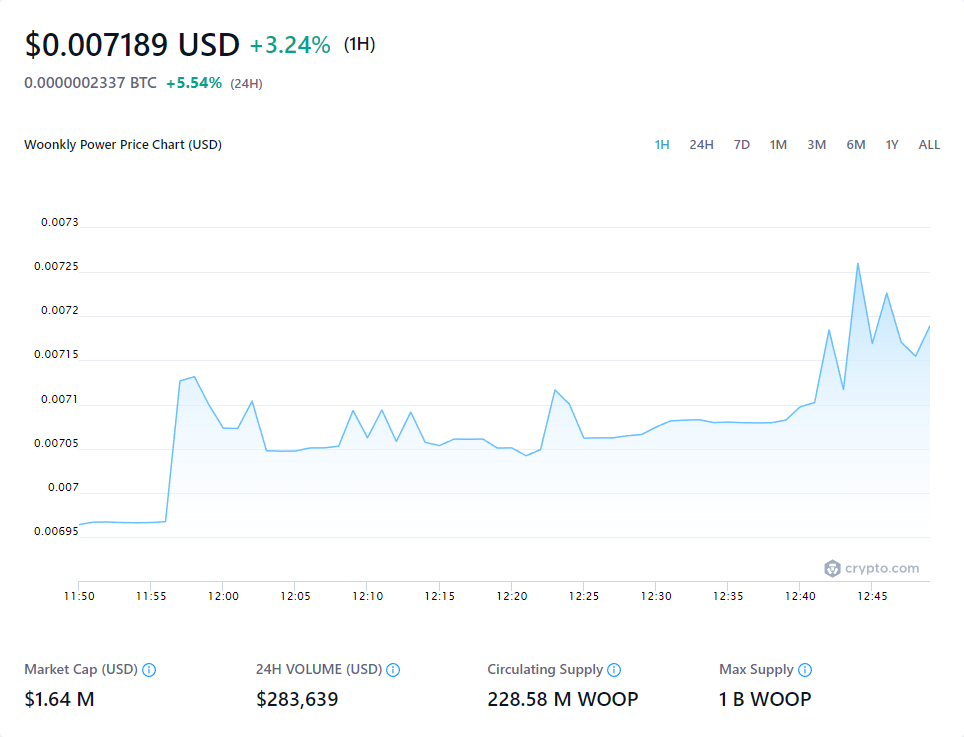 $0.007189 USD +3.24% (1H)
0.0000002337 BTC +5.54% (24H)
Woonkly Power Price Chart (USD) 1H 24H 7D 1M 3M 6M 1Y ALL
0.0073
0.00725
0.0072
0.00715
0.0071
0.00705
0.007
0.00695
crypto.com
11:50 11:55 12:00 12:05 12:10 12:15 12:20 12:25 12:30 12:35 12:40 12:45
Market Cap (USD) 24H VOLUME (USD) Circulating Supply Max Supply
$1.64 M $283,639 228.58 M WOOP 1 B WOOP